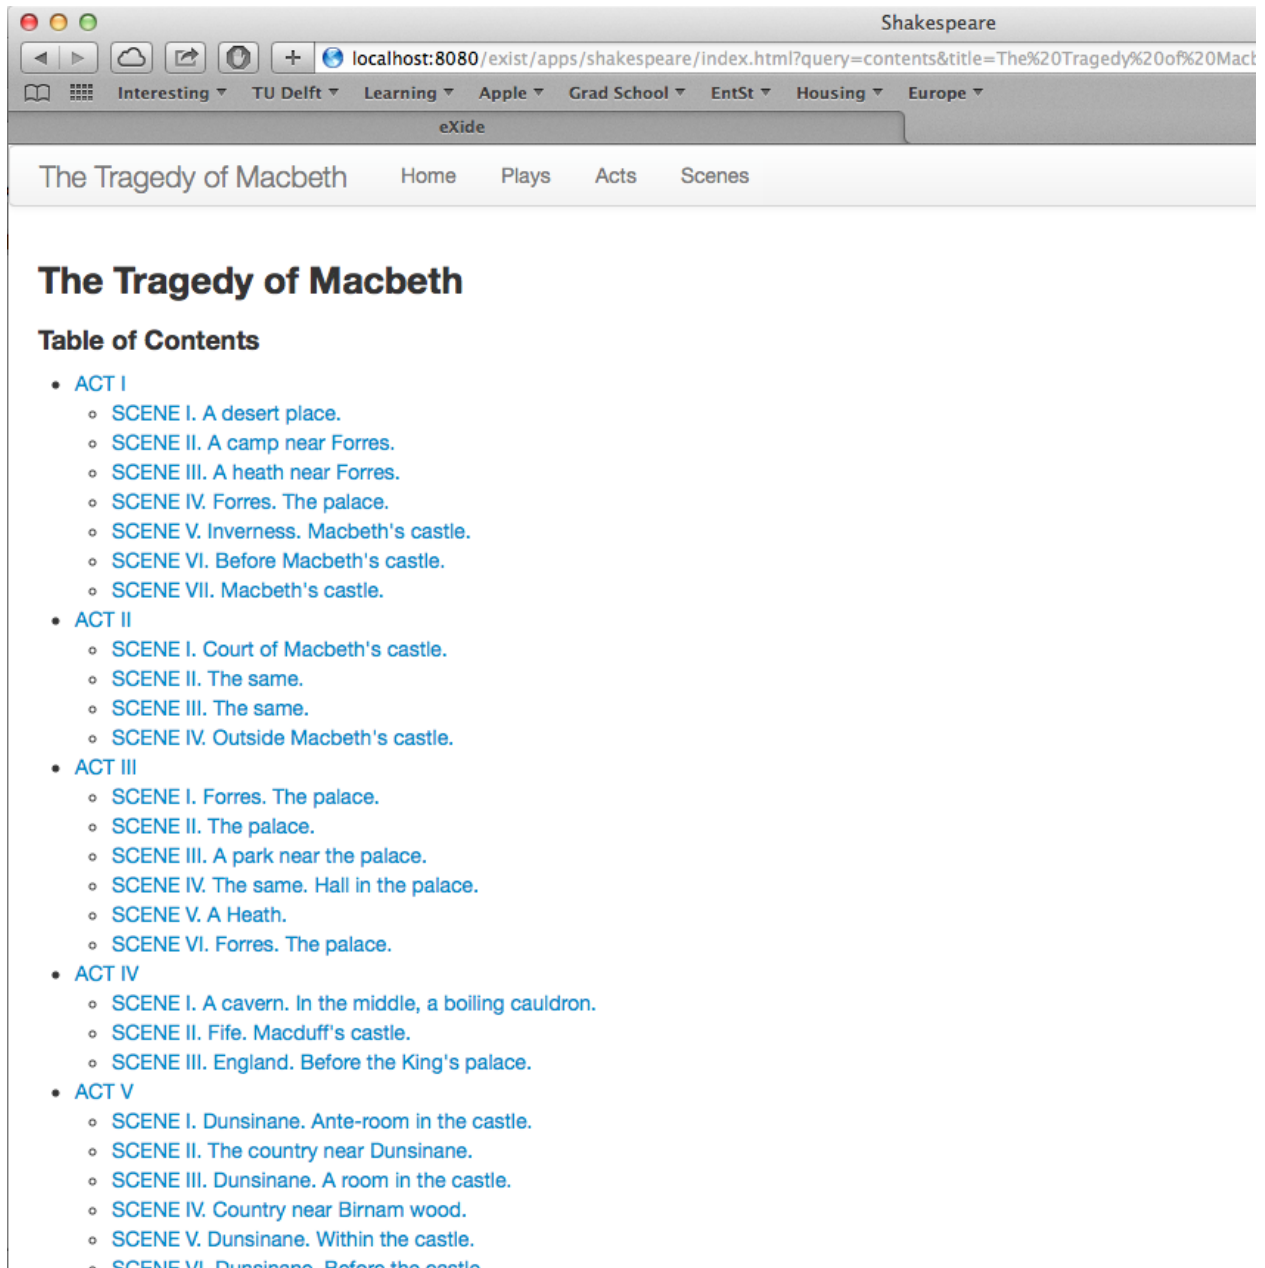 Shakespeare
localhost:8080/exist/apps/shakespeare/index.html?query=contents&title=The%20Tragedy%20of%20Macb
Interesting TU Delft Learning Apple Grad School EntSt Housing Europe
eXide
The Tragedy of Macbeth Home Plays Acts Scenes
The Tragedy of Macbeth
Table of Contents
ACT I
SCENE I. A desert place.
SCENE II. A camp near Forres.
SCENE III. A heath near Forres.
SCENE IV. Forres. The palace.
SCENE V. Inverness. Macbeth's castle.
SCENE VI. Before Macbeth's castle.
SCENE VII. Macbeth's castle.
ACT II
SCENE I. Court of Macbeth's castle.
SCENE II. The same.
SCENE III. The same.
SCENE IV. Outside Macbeth's castle.
ACT III
SCENE I. Forres. The palace.
SCENE II. The palace.
SCENE III. A park near the palace.
SCENE IV. The same. Hall in the palace.
SCENE V. A Heath.
SCENE VI. Forres. The palace.
ACT IV
SCENE I. A cavern. In the middle, a boiling cauldron.
SCENE II. Fife. Macduff's castle.
SCENE III. England. Before the King's palace.
ACT V
SCENE I. Dunsinane. Ante-room in the castle.
SCENE II. The country near Dunsinane.
SCENE III. Dunsinane. A room in the castle.
SCENE IV. Country near Birnam wood.
SCENE V. Dunsinane. Within the castle.
SCENE VI. Dunsinane. Before the castle.